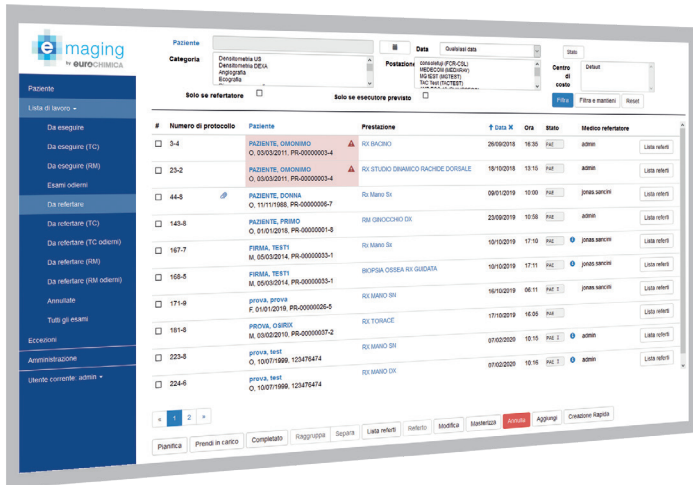 e maging
by EUROCHIMICA
Paziente
Lista di lavoro
Da eseguire
Da eseguire (TC)
Da eseguire (RM)
Esami odierni
Da refertare
Da refertare (TC)
Da refertare (TC odierni)
Da refertare (RM)
Da refertare (RM odierni)
Annullate
Tutti gli esami
Eccezioni
Amministrazione
Utente corrente: admin
Paziente
Data Qualsiasi data Stato
Categoria
Densitometria US
Densitometria DEXA
Angiografia
Ecografia
Postazione
MEDECOM (MEDXRAY)
MG TEST (MGTEST)
TAC Test (TACTEST)
Centro di costo
Default
Solo se refertatore
Solo se esecutore previsto
Filtra Filtra e mantieni Reset
# Numero di protocollo Paziente Prestazione Data Ora Stato Medico refertatore
3-4 PAZIENTE, OMONIMO RX BACINO 26/09/2018 16:35 PAE admin Lista referti
O, 03/03/2011, PR-00000003-4
23-2 PAZIENTE, OMONIMO RX STUDIO DINAMICO RACHIDE DORSALE 18/10/2018 13:15 PAE admin Lista referti
O, 03/03/2011, PR-00000003-4
44-8 PAZIENTE, DONNA Rx Mano Sx 09/01/2019 10:00 PAE jonas.sancini Lista referti
O, 11/11/1986, PR-00000006-7
143-8 PAZIENTE, PRIMO RM GINOCCHIO DX 23/09/2019 10:58 PAE admin Lista referti
O, 01/01/2018, PR-00000001-8
167-7 FIRMA, TEST1 Rx Mano Sx 10/10/2019 17:10 PAE jonas.sancini Lista referti
M, 05/03/2014, PR-00000033-1
168-5 FIRMA, TEST1 BIOPSIA OSSEA RX GUIDATA 10/10/2019 17:11 PAE jonas.sancini Lista referti
M, 05/03/2014, PR-00000033-1
171-9 prova, prova RX MANO SN 16/10/2019 06:11 PAE I jonas.sancini Lista referti
F, 01/01/2019, PR-00000026-5
181-8 PROVA, OSIRIX RX TORACE 17/10/2019 16:05 PAE Lista referti
M, 03/02/2010, PR-00000037-2
223-8 prova, test RX MANO SN 07/02/2020 10:15 PAE I admin Lista referti
O, 10/07/1999, 123476474
224-6 prova, test RX MANO DX 07/02/2020 10:16 PAE I admin Lista referti
O, 10/07/1999, 123476474
« 1 2 »
Pianifica Prendi in carico Completato Raggruppa Separa Lista referti Referto Modifica Masterizza Annulla Aggiungi Creazione Rapida